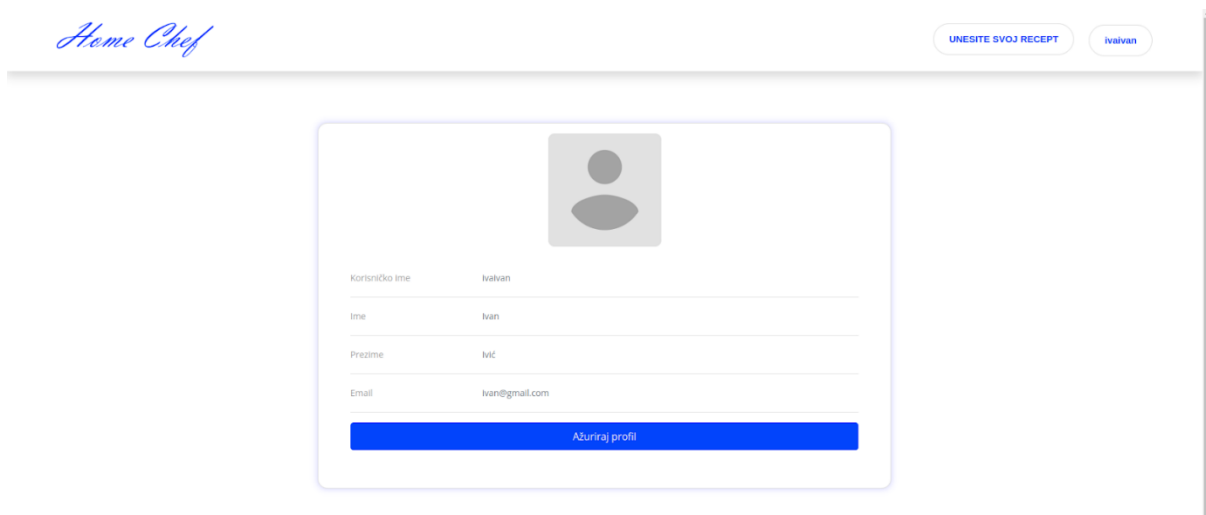 Home Chef
UNESITE SVOJ RECEPT
ivaivan
Korisničko ime ivaivan
Ime Ivan
Prezime Ivić
Email ivan@gmail.com
Ažuriraj profil